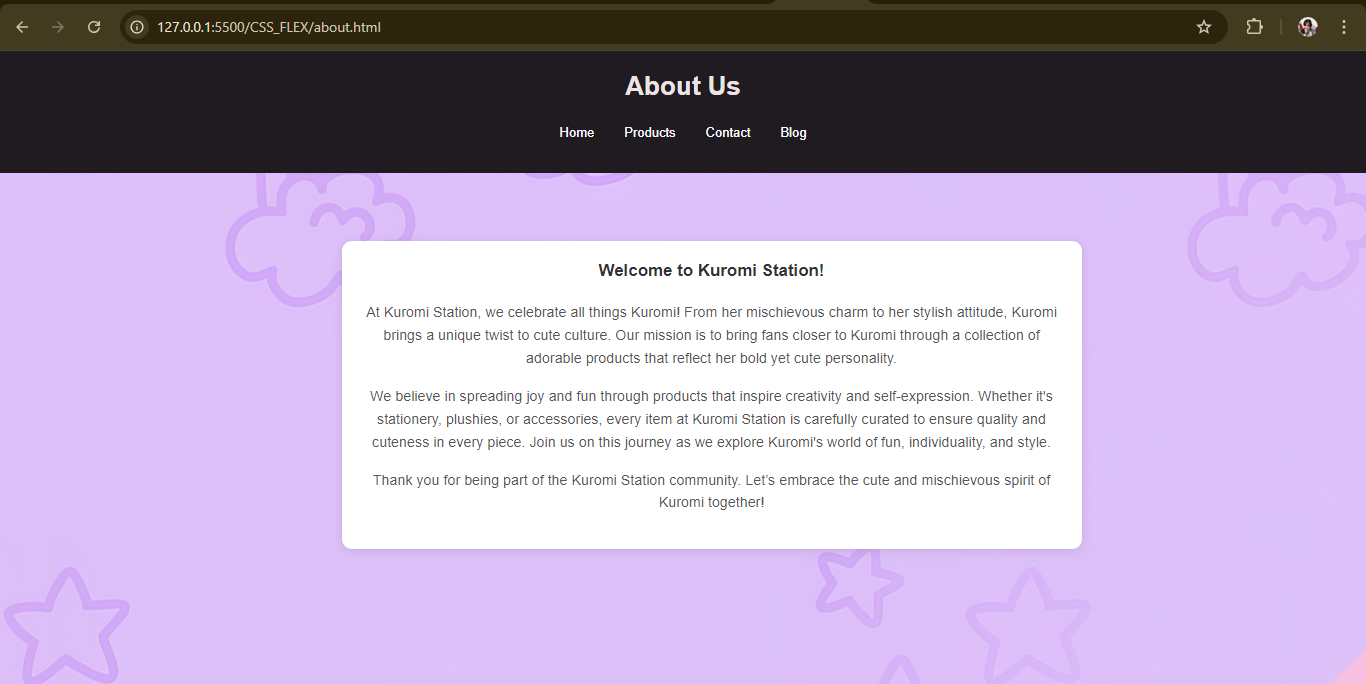 127.0.0.1:5500/CSS_FLEX/about.html
About Us
Home Products Contact Blog
Welcome to Kuromi Station!
At Kuromi Station, we celebrate all things Kuromi! From her mischievous charm to her stylish attitude, Kuromi
brings a unique twist to cute culture. Our mission is to bring fans closer to Kuromi through a collection of
adorable products that reflect her bold yet cute personality.
We believe in spreading joy and fun through products that inspire creativity and self-expression. Whether it's
stationery, plushies, or accessories, every item at Kuromi Station is carefully curated to ensure quality and
cuteness in every piece. Join us on this journey as we explore Kuromi's world of fun, individuality, and style.
Thank you for being part of the Kuromi Station community. Let’s embrace the cute and mischievous spirit of
Kuromi together!